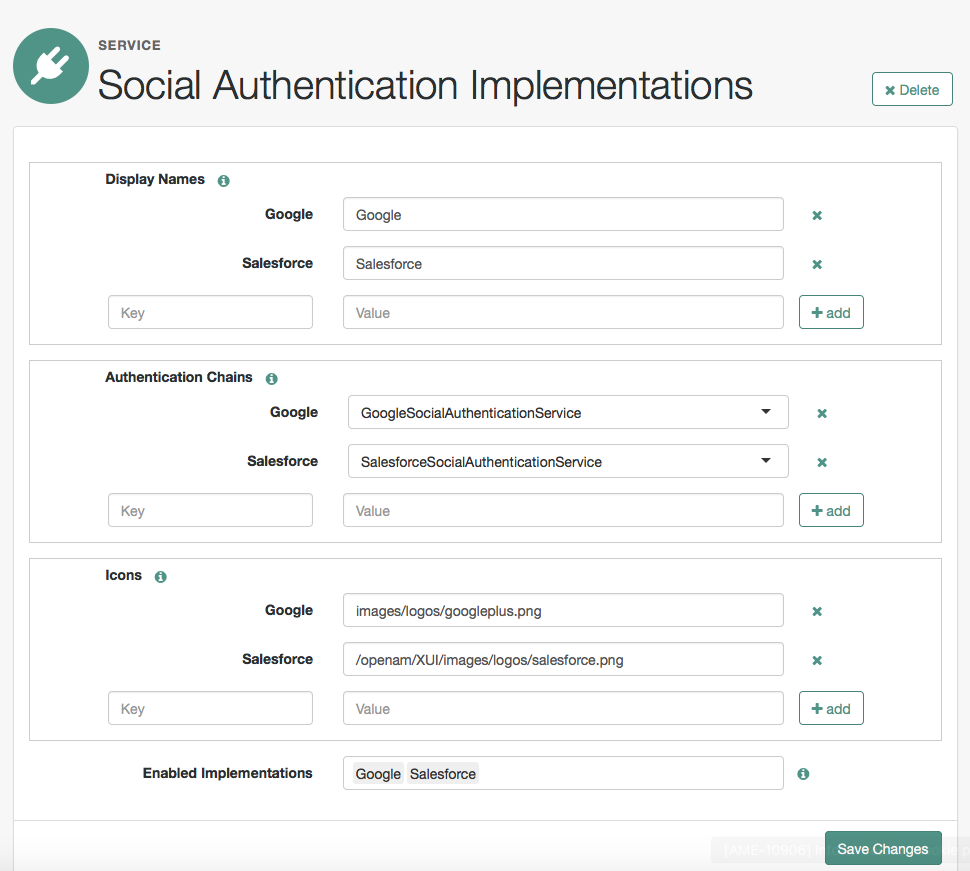 SERVICE
Social Authentication Implementations
Delete
Display Names
Google Google
Salesforce Salesforce
Key Value add
Authentication Chains
Google GoogleSocialAuthenticationService
Salesforce SalesforceSocialAuthenticationService
Key Value add
Icons
Google images/logos/googleplus.png
Salesforce /openam/XUI/images/logos/salesforce.png
Key Value add
Enabled Implementations Google Salesforce
Save Changes